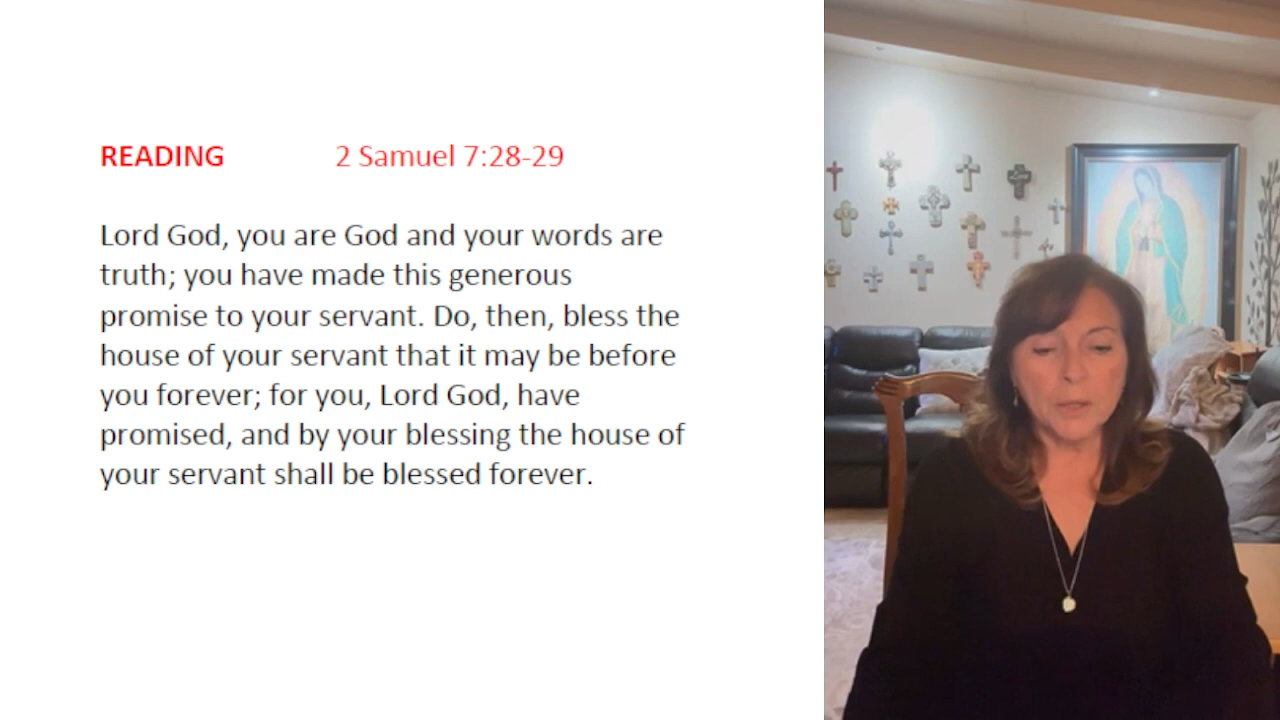 READING 2 Samuel 7:28-29
Lord God, you are God and your words are
truth; you have made this generous
promise to your servant. Do, then, bless the
house of your servant that it may be before
you forever; for you, Lord God, have
promised, and by your blessing the house of
your servant shall be blessed forever.